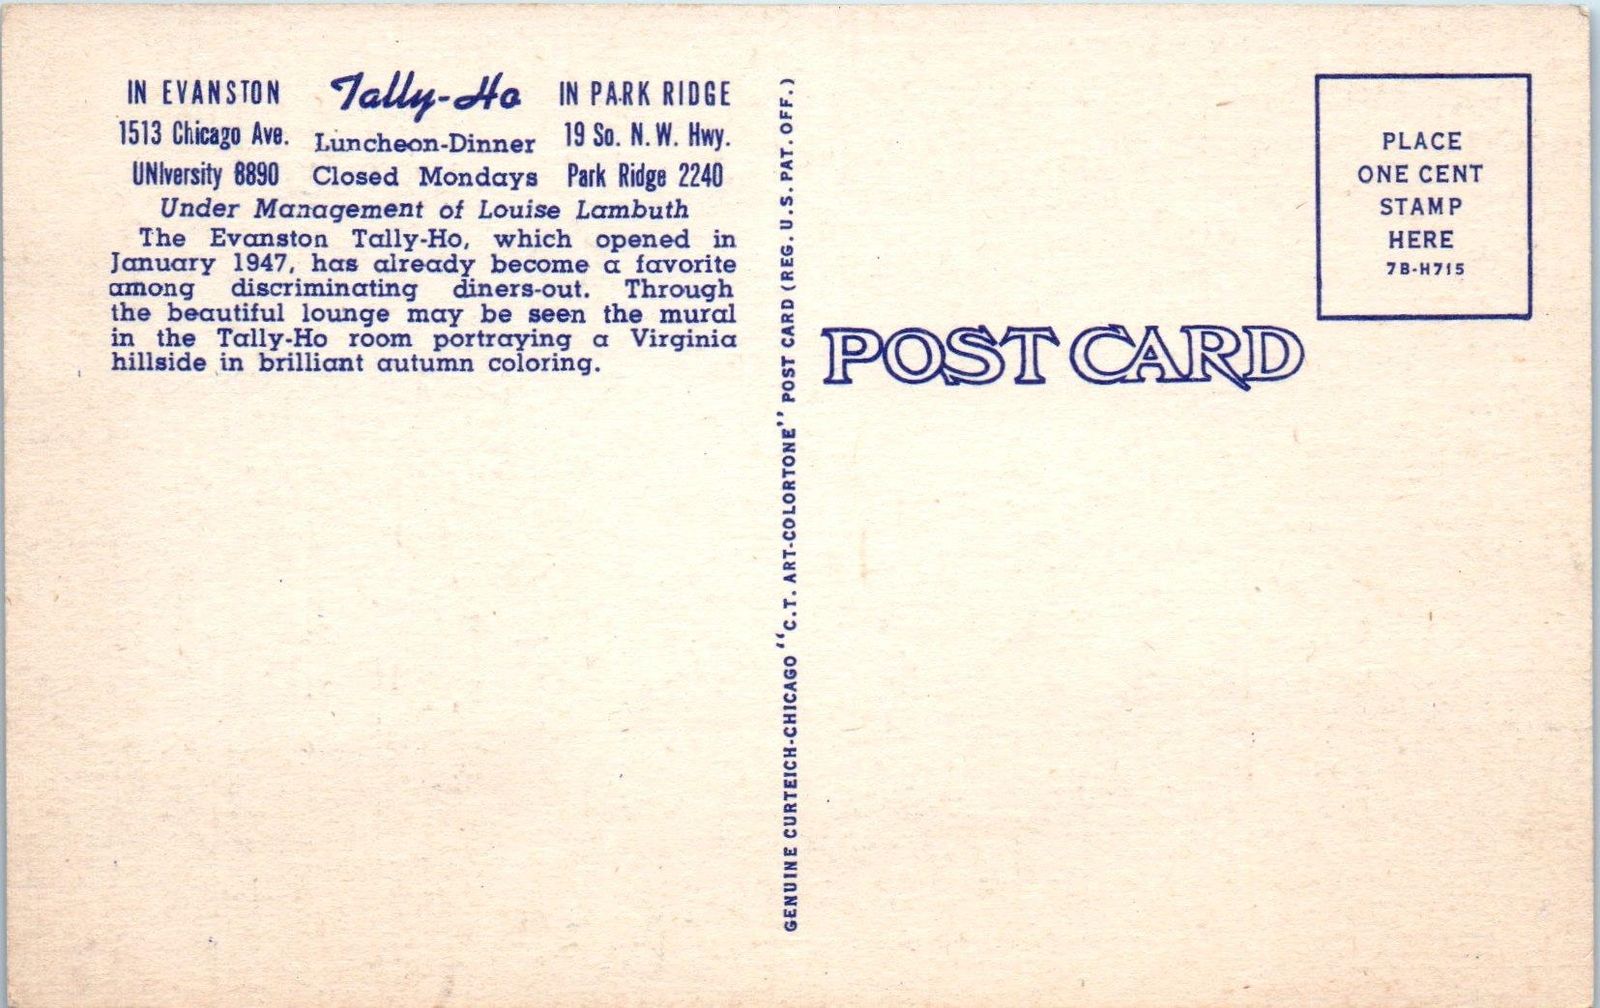 IN EVANSTON
1513 Chicago Ave.
UNIversity 8890
Tally-Ho
Luncheon-Dinner
Closed Mondays
IN PARK RIDGE
19 So. N. W. Hwy.
Park Ridge 2240
Under Management of Louise Lambuth
The Evanston Tally-Ho, which opened in
January 1947, has already become a favorite
among discriminating diners-out. Through
the beautiful lounge may be seen the mural
in the Tally-Ho room portraying a Virginia
hillside in brilliant autumn coloring.
GENUINE CURTEICH-CHICAGO "C.T. ART-COLORTONE" POST CARD (REG. U.S. PAT. OFF.)
POST CARD
PLACE
ONE CENT
STAMP
HERE
7B-H715